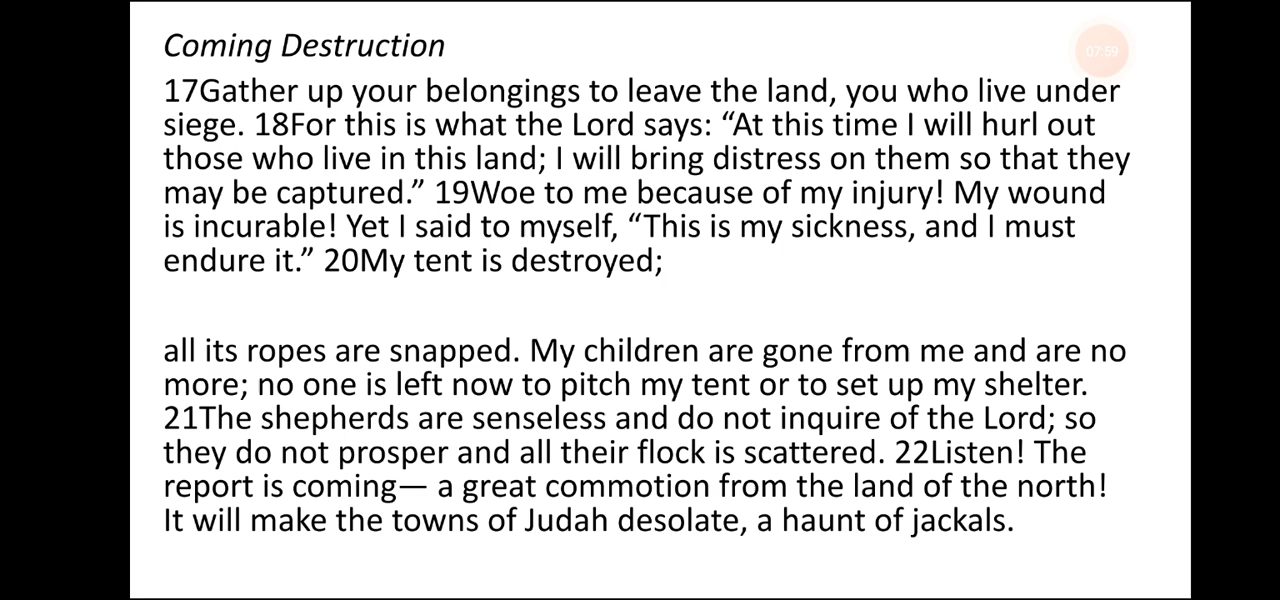 Coming Destruction
07:59
17Gather up your belongings to leave the land, you who live under
siege. 18For this is what the Lord says: “At this time I will hurl out
those who live in this land; I will bring distress on them so that they
may be captured.” 19Woe to me because of my injury! My wound
is incurable! Yet I said to myself, “This is my sickness, and I must
endure it.” 20My tent is destroyed;
all its ropes are snapped. My children are gone from me and are no
more; no one is left now to pitch my tent or to set up my shelter.
21The shepherds are senseless and do not inquire of the Lord; so
they do not prosper and all their flock is scattered. 22Listen! The
report is coming— a great commotion from the land of the north!
It will make the towns of Judah desolate, a haunt of jackals.